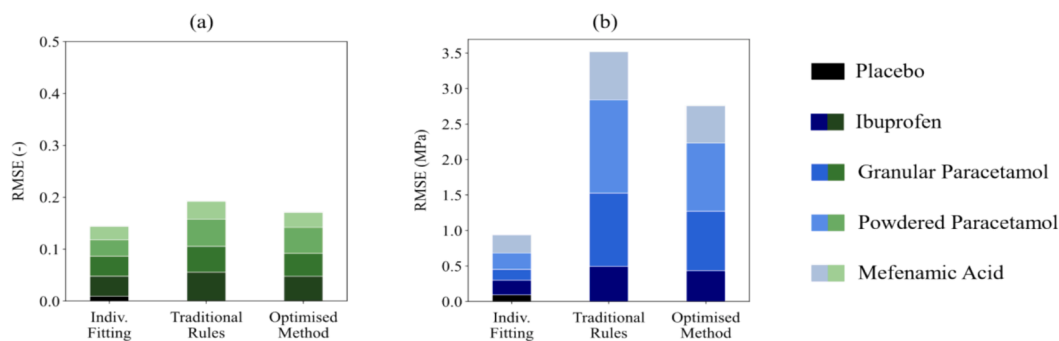 (a)
0.5
0.4
0.3
0.2
0.1
0.0
RMSE (-)
Indiv.
Fitting
Traditional
Rules
Optimised
Method
(b)
3.5
3.0
2.5
2.0
1.5
1.0
0.5
0.0
RMSE (MPa)
Indiv.
Fitting
Traditional
Rules
Optimised
Method
Placebo
Ibuprofen
Granular Paracetamol
Powdered Paracetamol
Mefenamic Acid